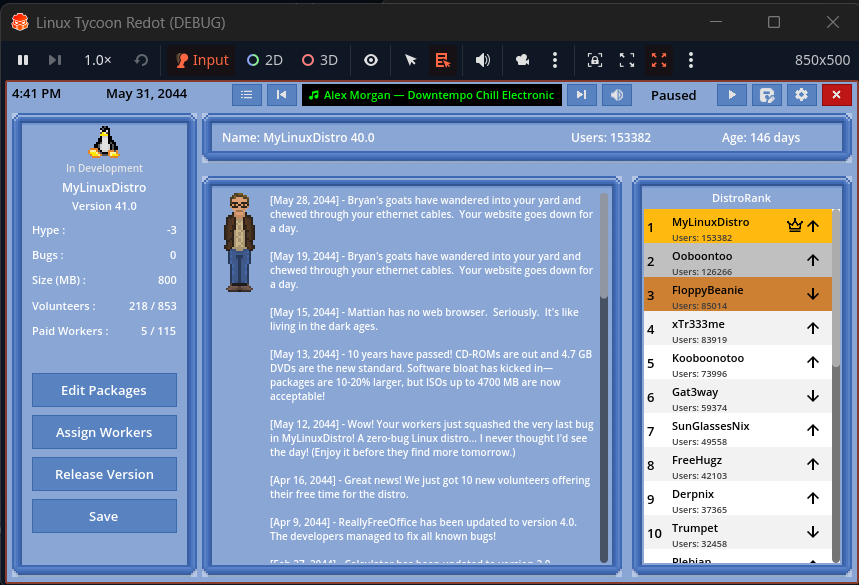 Linux Tycoon Redot (DEBUG)
1.0× Input 2D 3D 850x500
4:41 PM May 31, 2044 Alex Morgan — Downtempo Chill Electronic Paused
In Development
MyLinuxDistro
Version 41.0
Hype : -3
Bugs : 0
Size (MB) : 800
Volunteers : 218 / 853
Paid Workers : 5 / 115
Edit Packages
Assign Workers
Release Version
Save
Name: MyLinuxDistro 40.0 Users: 153382 Age: 146 days
[May 28, 2044] - Bryan's goats have wandered into your yard and
chewed through your ethernet cables. Your website goes down for
a day.
[May 19, 2044] - Bryan's goats have wandered into your yard and
chewed through your ethernet cables. Your website goes down for
a day.
[May 15, 2044] - Mattian has no web browser. Seriously. It's like
living in the dark ages.
[May 13, 2044] - 10 years have passed! CD-ROMs are out and 4.7 GB
DVDs are the new standard. Software bloat has kicked in—
packages are 10-20% larger, but ISOs up to 4700 MB are now
acceptable!
[May 12, 2044] - Wow! Your workers just squashed the very last bug
in MyLinuxDistro! A zero-bug Linux distro... I never thought I'd see
the day! (Enjoy it before they find more tomorrow.)
[Apr 16, 2044] - Great news! We just got 10 new volunteers offering
their free time for the distro.
[Apr 9, 2044] - ReallyFreeOffice has been updated to version 4.0.
The developers managed to fix all known bugs!
[Feb 27, 2044] - Calculator has been updated to version 2.0.
DistroRank
1 MyLinuxDistro
Users: 153382
2 Ooboontoo
Users: 126266
3 FloppyBeanie
Users: 85014
4 xTr333me
Users: 83919
5 Kooboonotoo
Users: 73996
6 Gat3way
Users: 59374
7 SunGlassesNix
Users: 49558
8 FreeHugz
Users: 42103
9 Derpnix
Users: 37365
10 Trumpet
Users: 32458
Plebian